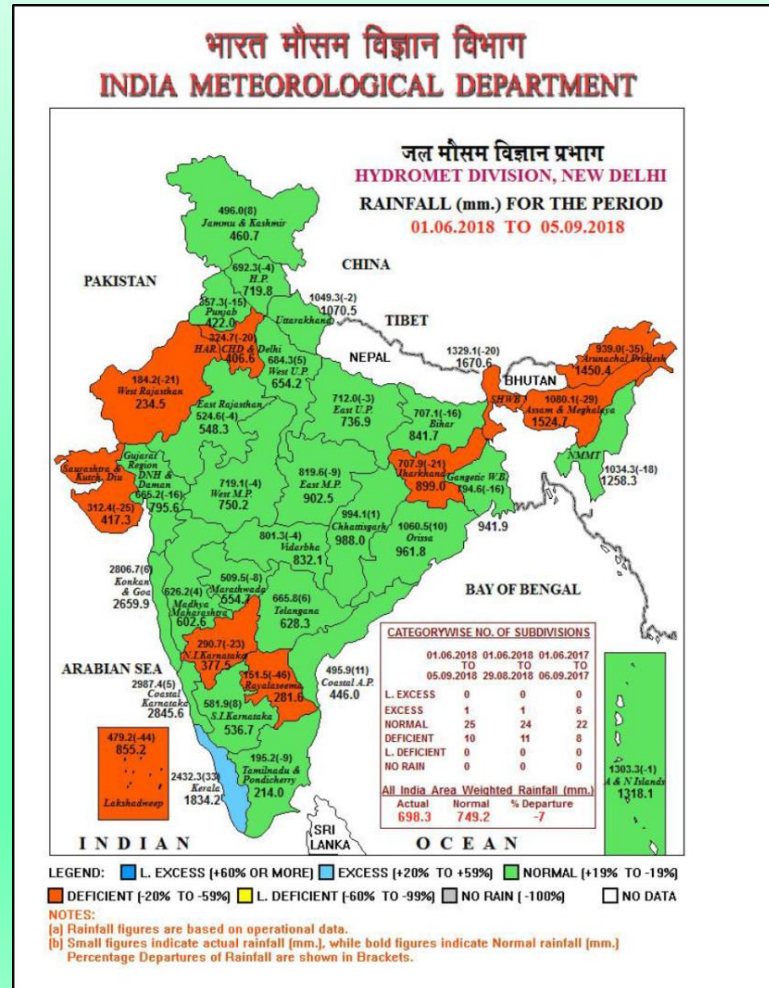 भारत मौसम विज्ञान विभाग
INDIA METEOROLOGICAL DEPARTMENT
जल मौसम विज्ञान प्रभाग
HYDROMET DIVISION, NEW DELHI
RAINFALL (mm.) FOR THE PERIOD
01.06.2018 TO 05.09.2018
PAKISTAN
CHINA
TIBET
NEPAL
BHUTAN
496.0(8)
Jammu & Kashmir
460.7
692.3(-4)
H.P.
719.8
357.3(-15)
Punjab
422.0
1049.3(-2)
1070.5
Uttarakhand
324.7(-20)
HAR. CHD & Delhi
406.6
684.3(5)
West U.P.
654.2
184.2(-21)
West Rajasthan
234.5
East Rajasthan
524.6(-4)
548.3
712.0(-3)
East U.P.
736.9
707.1(-16)
Bihar
841.7
1329.1(-20)
1670.6
SHWB
939.0(-35)
Arunachal Pradesh
1450.4
1080.1(-29)
Assam & Meghalaya
1524.7
NMMT
1034.3(-18)
1258.3
Saurashtra &
Kutch, Diu
312.4(-25)
417.3
Gujarat
Region
DNH &
Daman
665.2(-16)
795.6
719.1(-4)
West M.P.
750.2
819.6(-9)
East M.P.
902.5
707.9(-21)
Jharkhand
899.0
Gangetic W.B.
794.6(-16)
941.9
994.1(1)
Chhattisgarh
988.0
1060.5(10)
Orissa
961.8
801.3(-4)
Vidarbha
832.1
2806.7(6)
Konkan
& Goa
2659.9
626.2(4)
Madhya
Maharashtra
602.6
509.5(-8)
Marathwada
554.7
665.8(6)
Telangana
628.3
BAY OF BENGAL
ARABIAN SEA
290.7(-23)
N.I.Karnataka
377.5
151.5(-46)
Rayalaseema
281.6
495.9(11)
Coastal A.P.
446.0
2987.4(5)
Coastal
Karnataka
2845.6
581.9(8)
S.I.Karnataka
536.7
479.2(-44)
855.2
Lakshadweep
2432.3(33)
Kerala
1834.2
195.2(-9)
Tamilnadu &
Pondicherry
214.0
1303.3(-1)
A & N Islands
1318.1
SRI
LANKA
INDIAN OCEAN
CATEGORYWISE NO. OF SUBDIVISIONS
01.06.2018 01.06.2018 01.06.2017
TO TO TO
05.09.2018 29.08.2018 06.09.2017
L. EXCESS 0 0 0
EXCESS 1 1 6
NORMAL 25 24 22
DEFICIENT 10 11 8
L. DEFICIENT 0 0 0
NO RAIN 0 0 0
All India Area Weighted Rainfall (mm.)
Actual Normal % Departure
698.3 749.2 -7
LEGEND: L. EXCESS (+60% OR MORE) EXCESS (+20% TO +59%) NORMAL (+19% TO -19%)
DEFICIENT (-20% TO -59%) L. DEFICIENT (-60% TO -99%) NO RAIN (-100%) NO DATA
NOTES:
(a) Rainfall figures are based on operational data.
(b) Small figures indicate actual rainfall (mm.), while bold figures indicate Normal rainfall (mm.)
Percentage Departures of Rainfall are shown in Brackets.